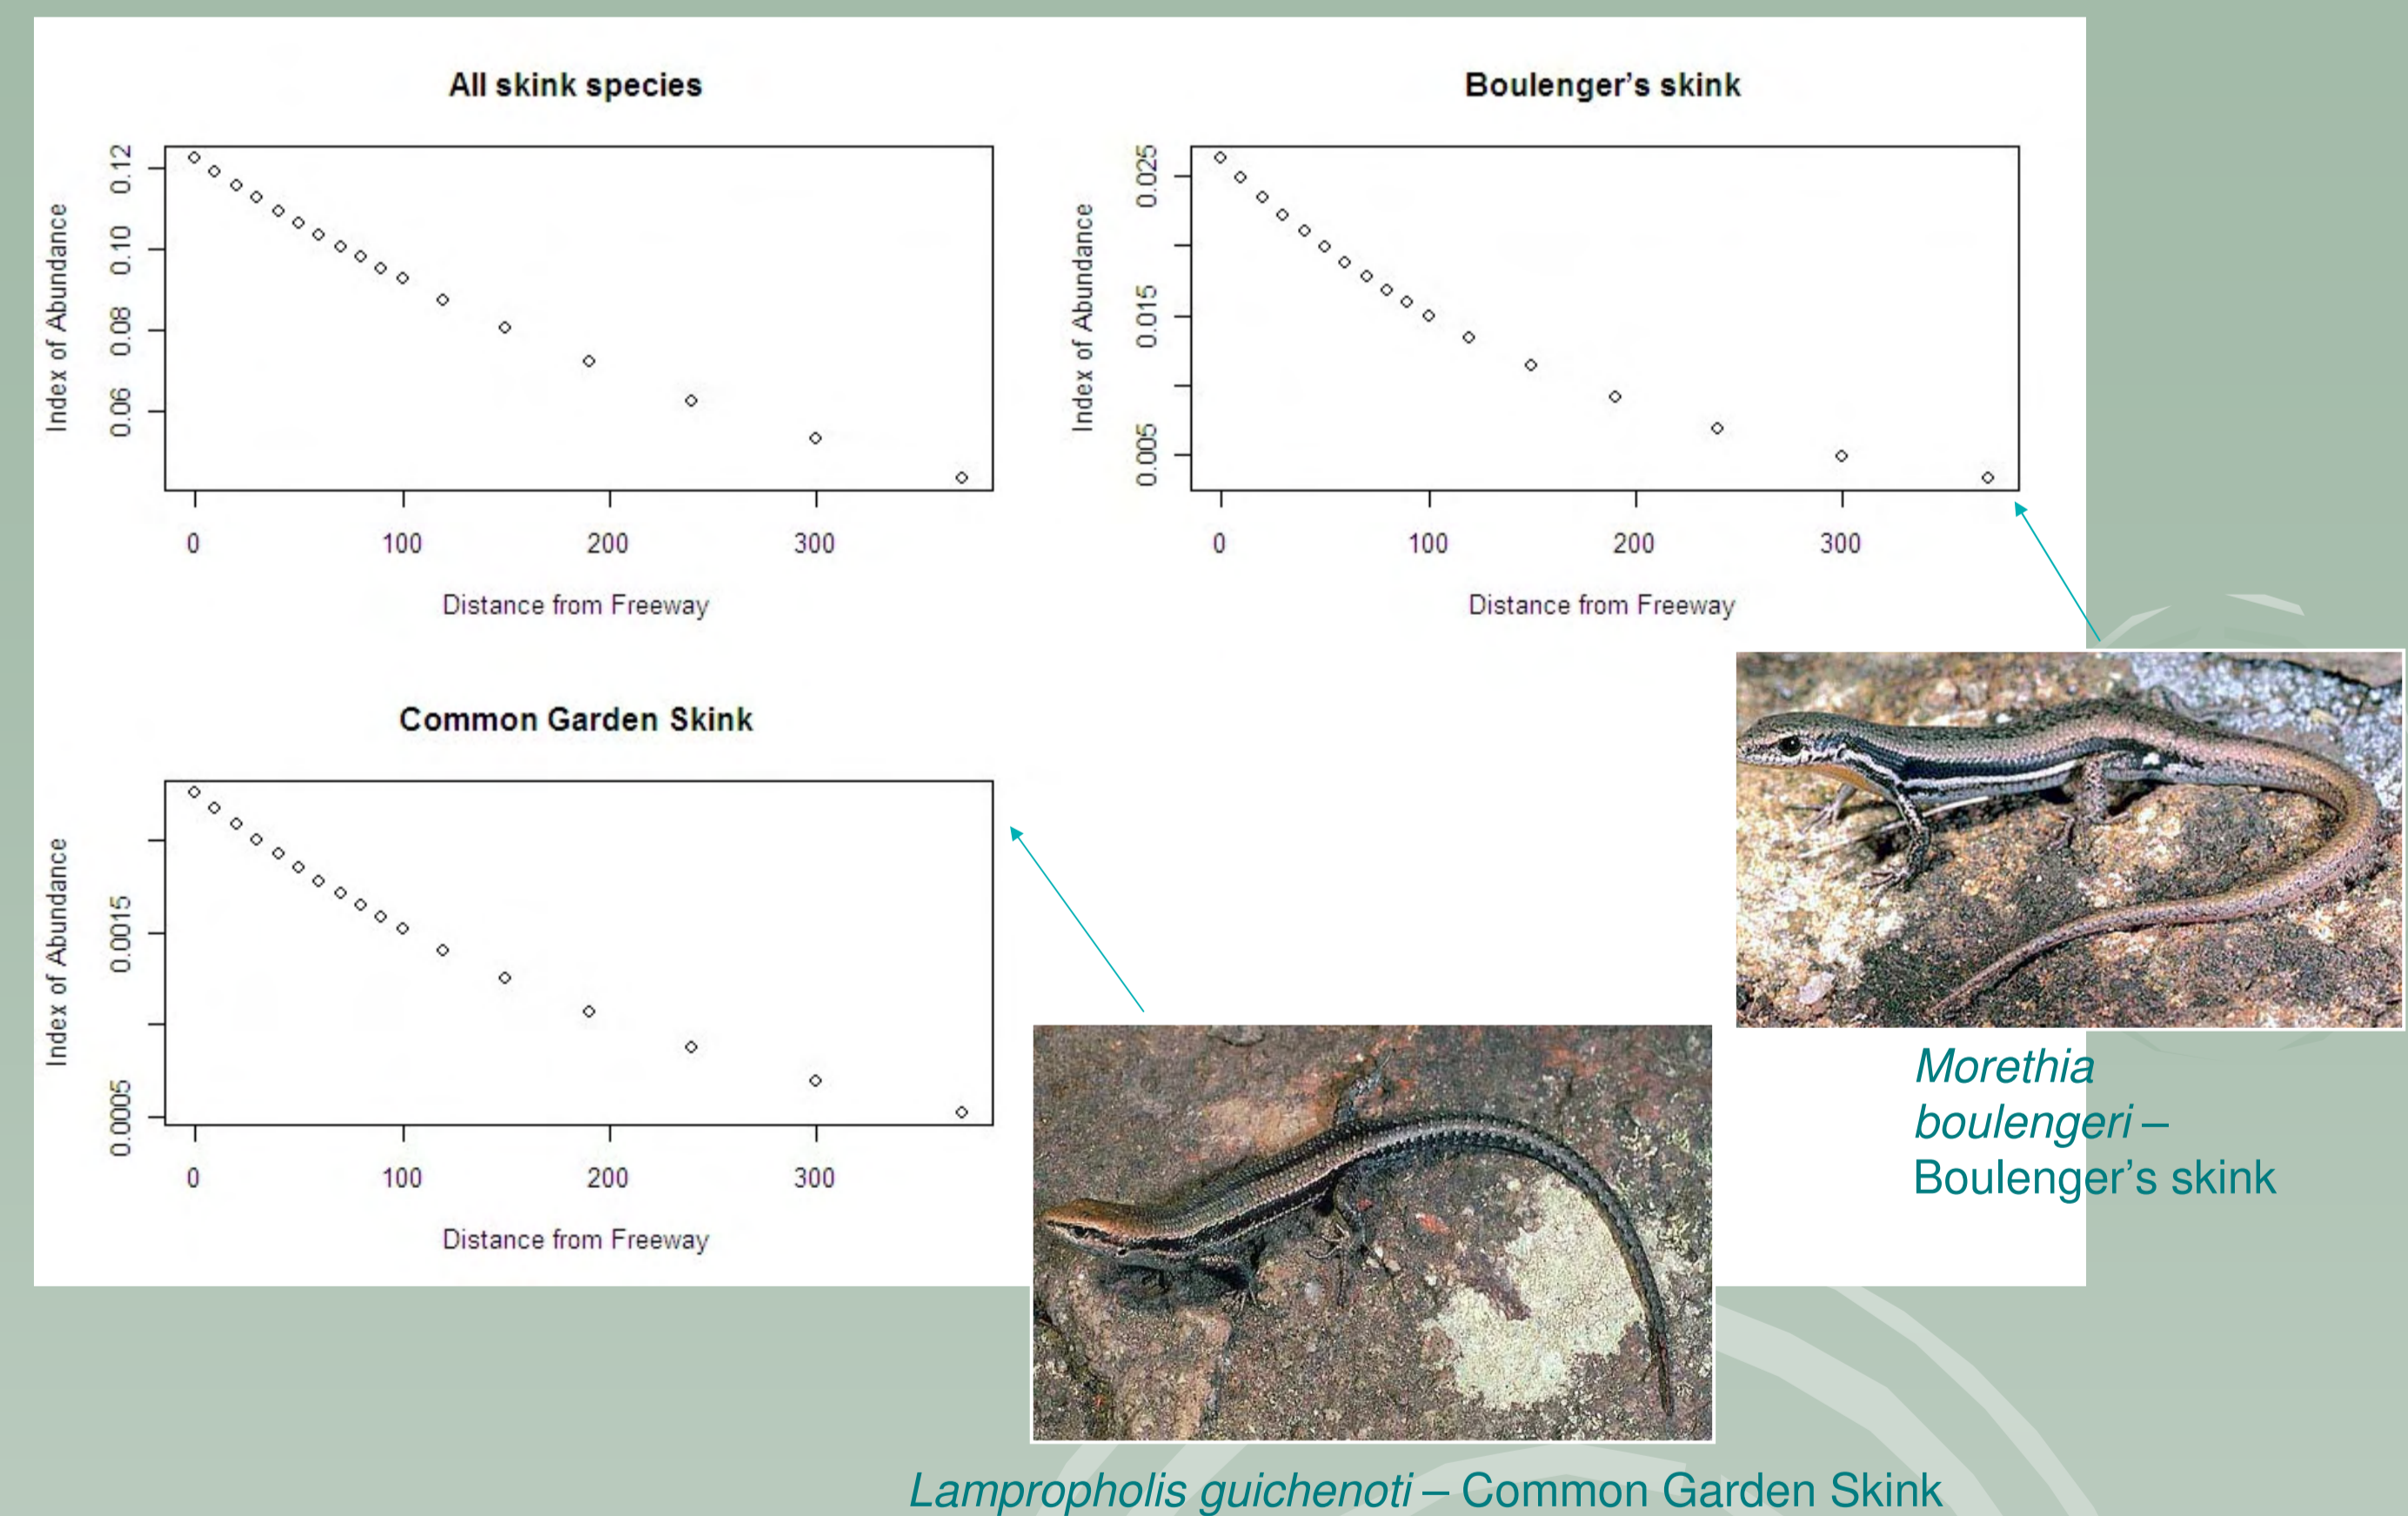 All skink species
Index of Abundance
0.12
0.10
0.08
0.06
0 100 200 300
Distance from Freeway
Boulenger’s skink
Index of Abundance
0.025
0.015
0.005
0 100 200 300
Distance from Freeway
Common Garden Skink
Index of Abundance
0.0015
0.0005
0 100 200 300
Distance from Freeway
Morethia
boulengeri –
Boulenger’s skink
Lampropholis guichenoti – Common Garden Skink